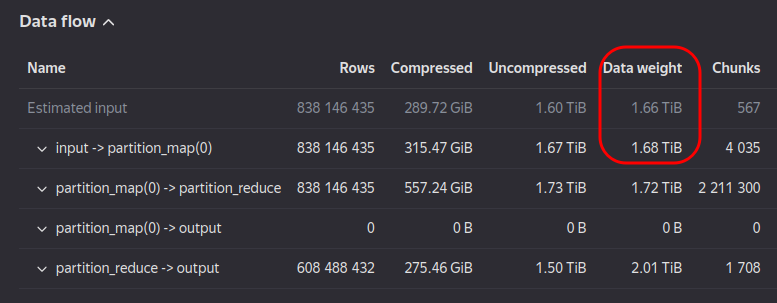 Data flow
Name Rows Compressed Uncompressed Data weight Chunks
Estimated input 838 146 435 289.72 GiB 1.60 TiB 1.66 TiB 567
input -> partition_map(0) 838 146 435 315.47 GiB 1.67 TiB 1.68 TiB 4 035
partition_map(0) -> partition_reduce 838 146 435 557.24 GiB 1.73 TiB 1.72 TiB 2 211 300
partition_map(0) -> output 0 0 B 0 B 0 B 0
partition_reduce -> output 608 488 432 275.46 GiB 1.50 TiB 2.01 TiB 1 708